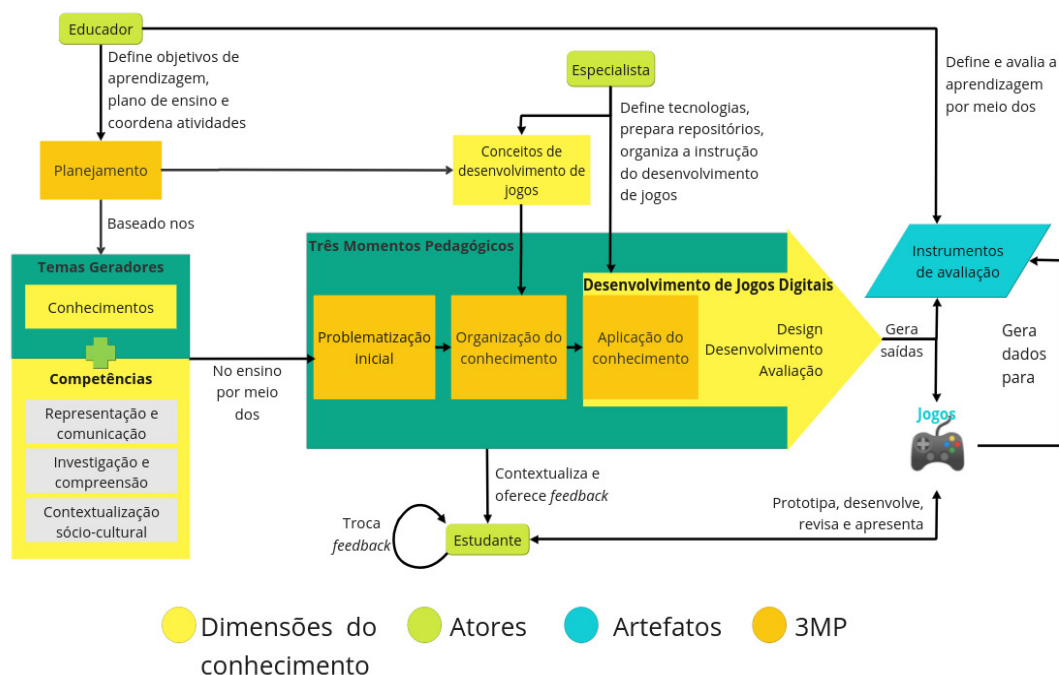 Educador
Define objetivos de
aprendizagem,
plano de ensino e
coordena atividades
Especialista
Define tecnologias,
prepara repositórios,
organiza a instrução
do desenvolvimento
de jogos
Define e avalia a
aprendizagem
por meio dos
Planejamento
Conceitos de
desenvolvimento de
jogos
Baseado nos
Temas Geradores
Conhecimentos
Competências
Representação e
comunicação
Investigação e
compreensão
Contextualização
sócio-cultural
No ensino
por meio
dos
Três Momentos Pedagógicos
Problematização
inicial
Organização do
conhecimento
Aplicação do
conhecimento
Desenvolvimento de Jogos Digitais
Design
Desenvolvimento
Avaliação
Gera
saídas
Instrumentos
de avaliação
Gera
dados
para
Jogos
Contextualiza e
oferece feedback
Troca
feedback
Estudante
Prototipa, desenvolve,
revisa e apresenta
Dimensões do
conhecimento
Atores
Artefatos
3MP